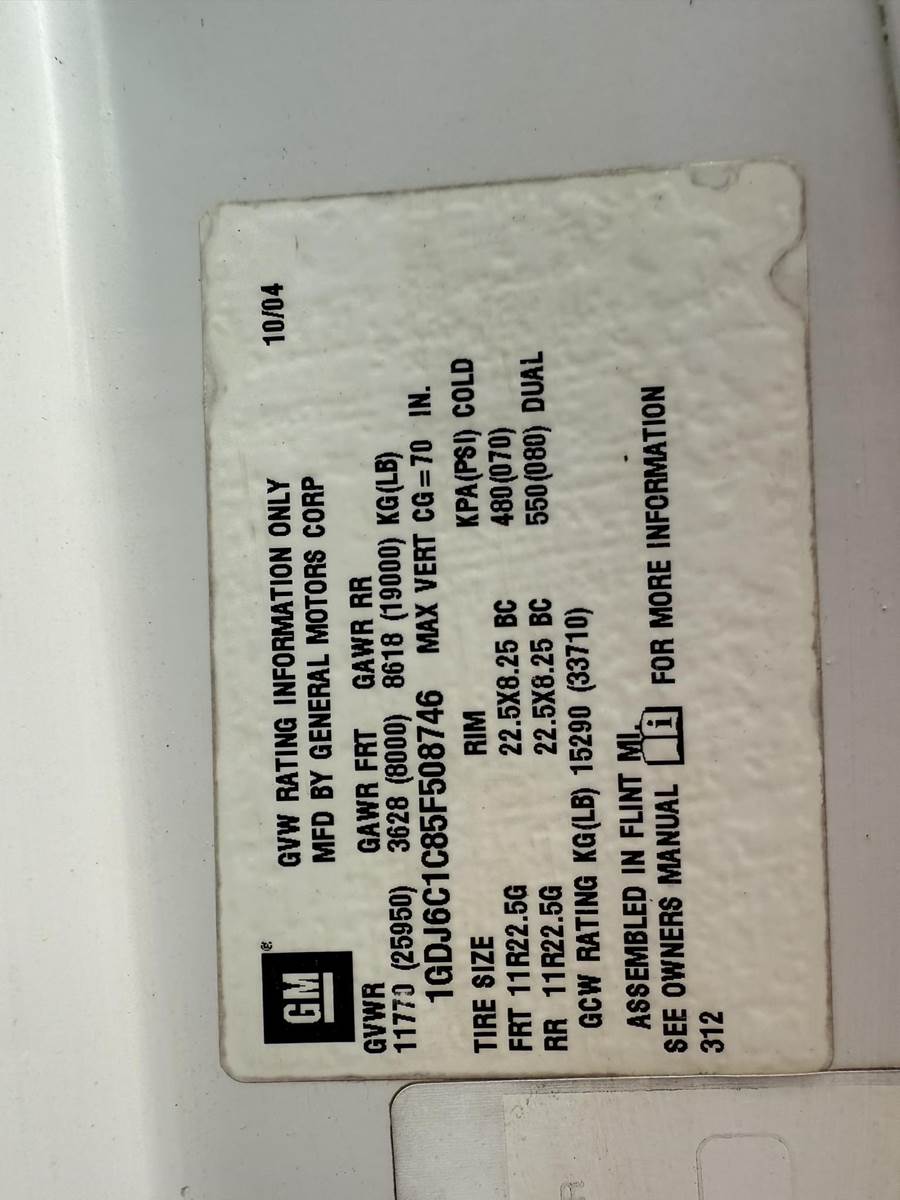 GM®
GVW RATING INFORMATION ONLY 10/04
MFD BY GENERAL MOTORS CORP
GVWR GAWR FRT GAWR RR
11770 (25950) 3628 (8000) 8618 (19000) KG(LB)
1GDJ6C1C85F508746 MAX VERT CG=70 IN.
TIRE SIZE RIM KPA(PSI) COLD
FRT 11R22.5G 22.5X8.25 BC 480(070)
RR 11R22.5G 22.5X8.25 BC 550(080) DUAL
GCW RATING KG(LB) 15290 (33710)
ASSEMBLED IN FLINT MI.
SEE OWNERS MANUAL i FOR MORE INFORMATION
312